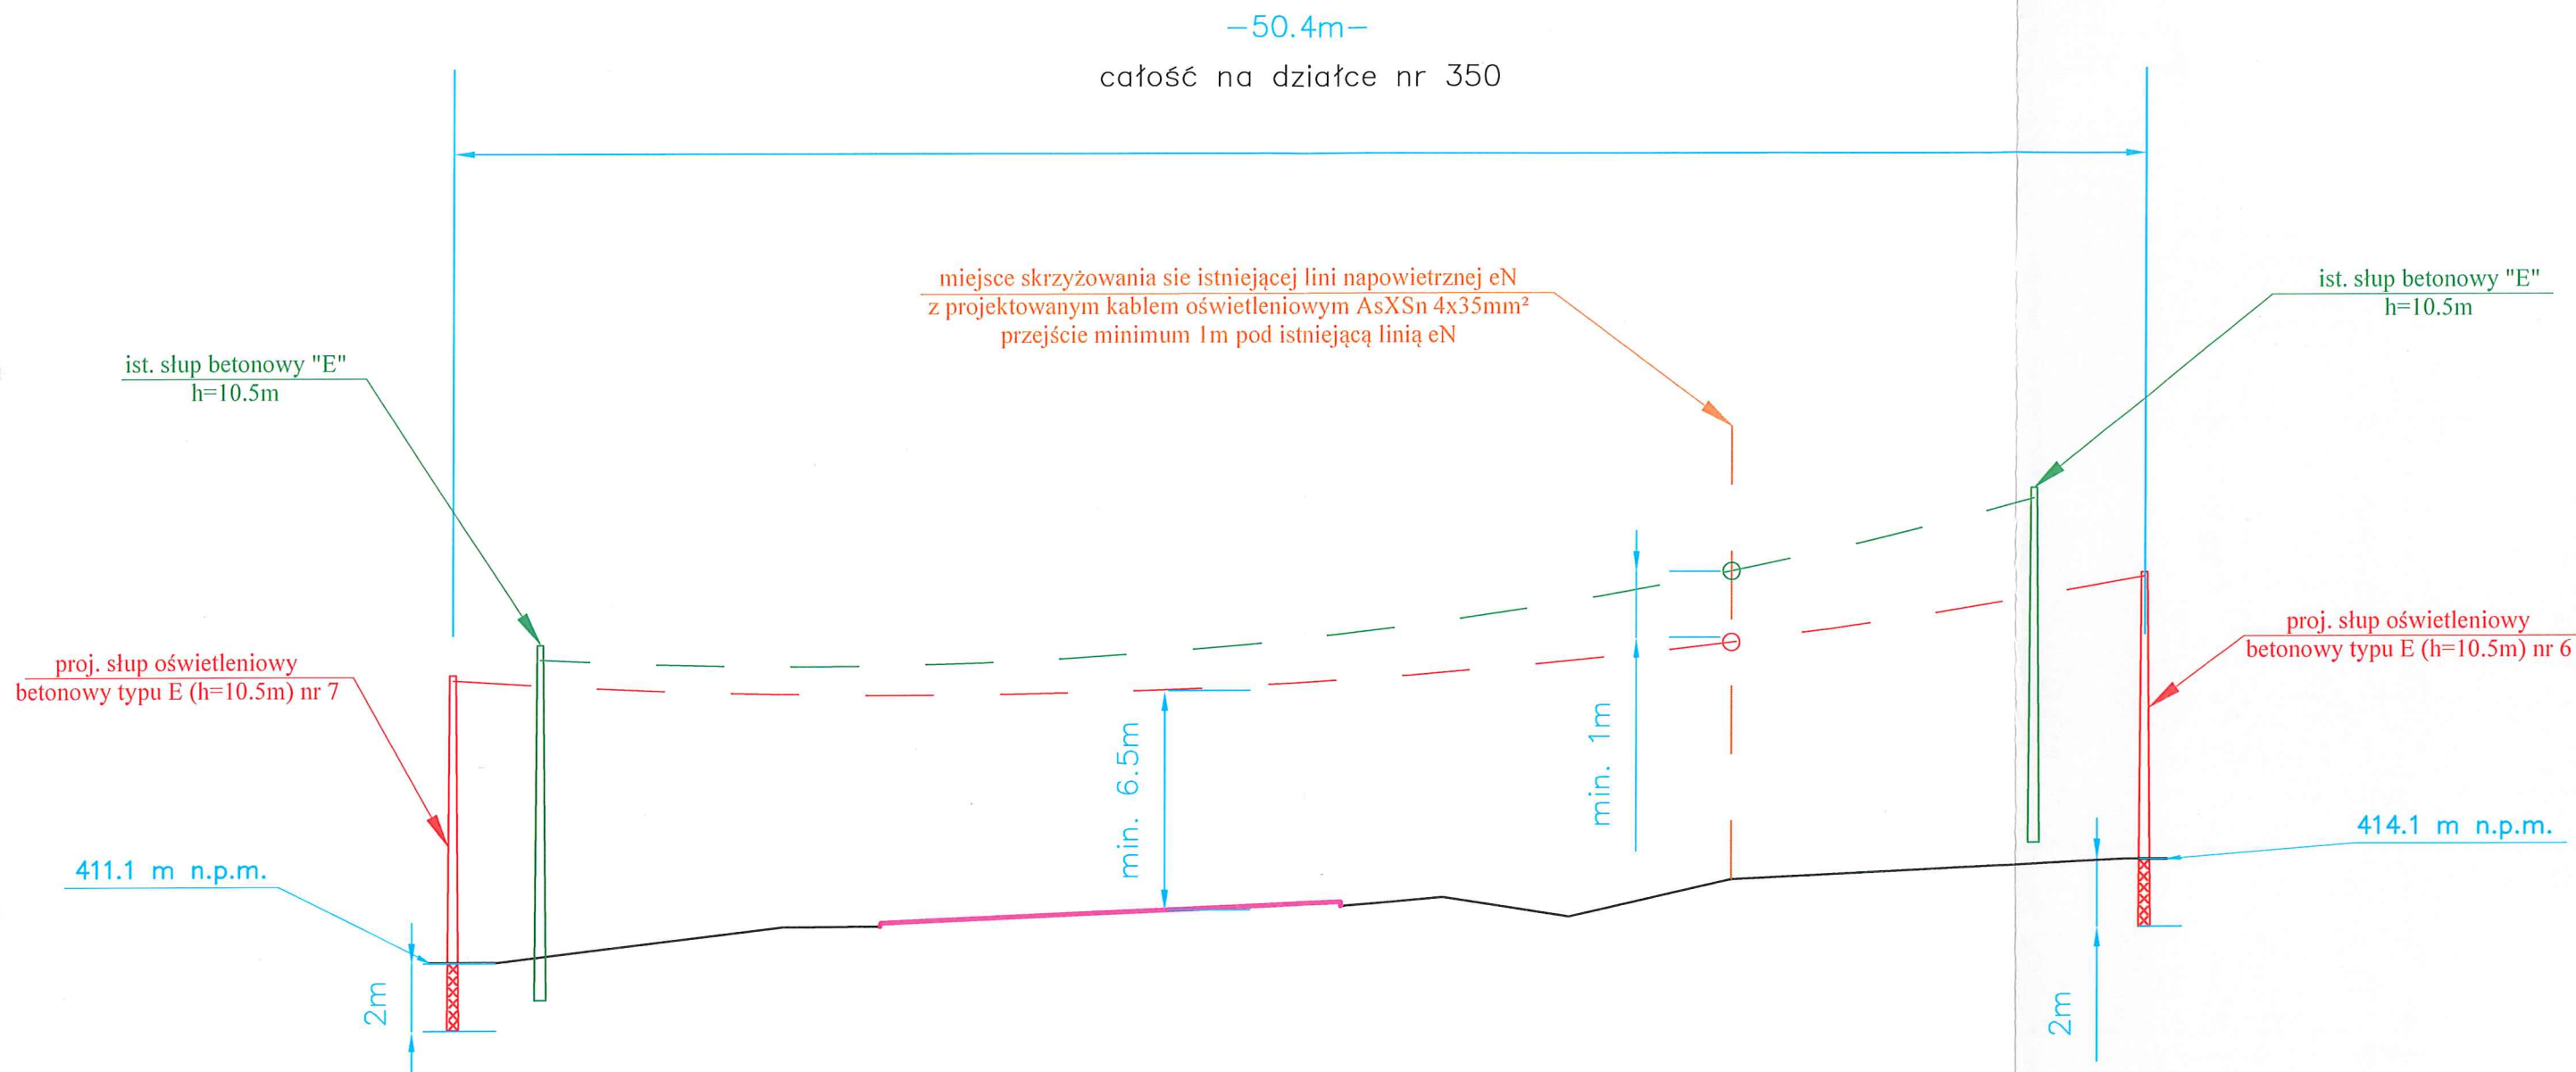 -50.4m-
całość na działce nr 350
miejsce skrzyżowania sie istniejącej lini napowietrznej eN
z projektowanym kablem oświetleniowym AsXSn 4x35mm²
przejście minimum 1m pod istniejącą linią eN
ist. słup betonowy "E"
h=10.5m
ist. słup betonowy "E"
h=10.5m
proj. słup oświetleniowy
betonowy typu E (h=10.5m) nr 7
proj. słup oświetleniowy
betonowy typu E (h=10.5m) nr 6
min. 6.5m
min. 1m
411.1 m n.p.m.
414.1 m n.p.m.
2m
2m